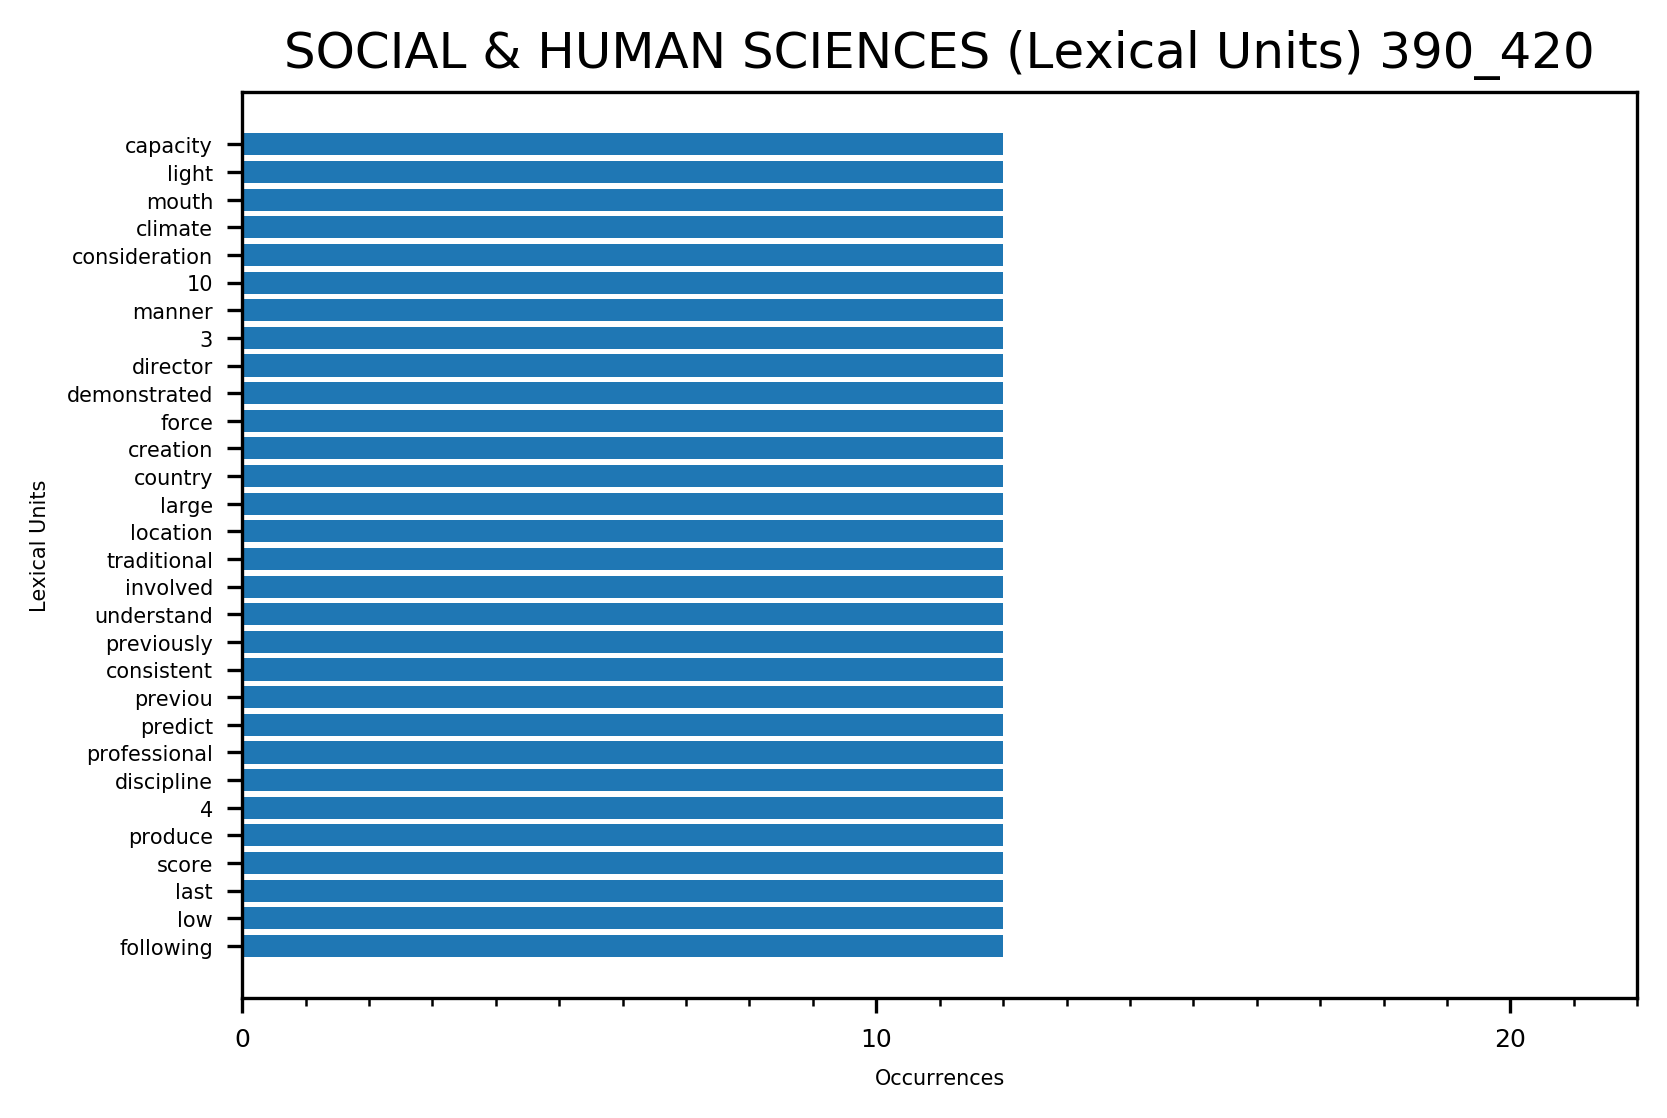 SOCIAL & HUMAN SCIENCES (Lexical Units) 390_420
capacity
light
mouth
climate
consideration
10
manner
3
director
demonstrated
force
creation
country
large
location
traditional
involved
understand
previously
consistent
previou
predict
professional
discipline
4
produce
score
last
low
following
Lexical Units
0 10 20
Occurrences